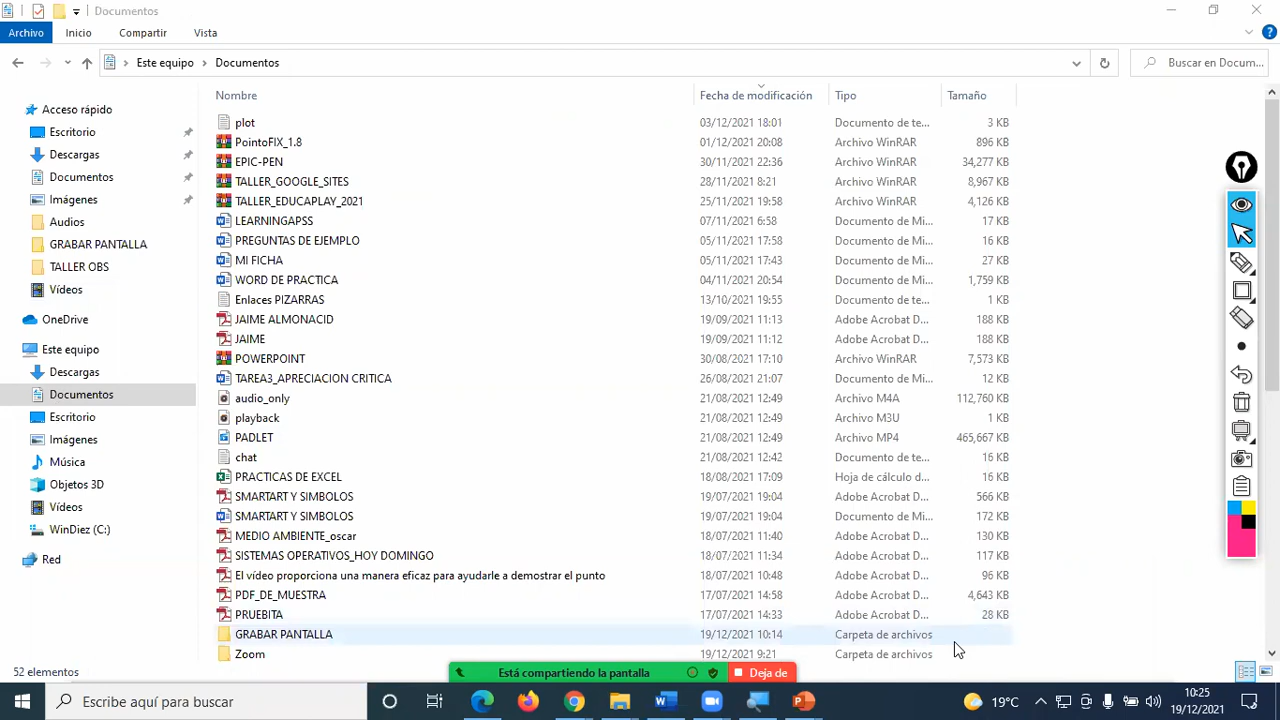 Documentos
Archivo Inicio Compartir Vista
Este equipo Documentos Buscar en Docum...
Nombre Fecha de modificación Tipo Tamaño
Acceso rápido
Escritorio
Descargas
Documentos
Imágenes
Audios
GRABAR PANTALLA
TALLER OBS
Vídeos
OneDrive
Este equipo
Descargas
Documentos
Escritorio
Imágenes
Música
Objetos 3D
Vídeos
WinDiez (C:)
Red
plot 03/12/2021 18:01 Documento de te... 3 KB
PointoFIX_1.8 01/12/2021 20:08 Archivo WinRAR 896 KB
EPIC-PEN 30/11/2021 22:36 Archivo WinRAR 34,277 KB
TALLER_GOOGLE_SITES 28/11/2021 8:21 Archivo WinRAR 8,967 KB
TALLER_EDUCAPLAY_2021 25/11/2021 19:58 Archivo WinRAR 4,126 KB
LEARNINGAPSS 07/11/2021 6:58 Documento de Mi... 17 KB
PREGUNTAS DE EJEMPLO 05/11/2021 17:58 Documento de Mi... 16 KB
MI FICHA 05/11/2021 17:43 Documento de Mi... 27 KB
WORD DE PRACTICA 04/11/2021 20:54 Documento de Mi... 1,759 KB
Enlaces PIZARRAS 13/10/2021 19:55 Documento de te... 1 KB
JAIME ALMONACID 19/09/2021 11:13 Adobe Acrobat D... 188 KB
JAIME 19/09/2021 11:12 Adobe Acrobat D... 188 KB
POWERPOINT 30/08/2021 17:10 Archivo WinRAR 7,573 KB
TAREA3_APRECIACION CRITICA 26/08/2021 21:07 Documento de Mi... 12 KB
audio_only 21/08/2021 12:49 Archivo M4A 112,760 KB
playback 21/08/2021 12:49 Archivo M3U 1 KB
PADLET 21/08/2021 12:49 Archivo MP4 465,667 KB
chat 21/08/2021 12:42 Documento de te... 16 KB
PRACTICAS DE EXCEL 18/08/2021 17:09 Hoja de cálculo d... 16 KB
SMARTART Y SIMBOLOS 19/07/2021 19:04 Adobe Acrobat D... 566 KB
SMARTART Y SIMBOLOS 19/07/2021 19:04 Documento de Mi... 172 KB
MEDIO AMBIENTE_oscar 18/07/2021 11:40 Adobe Acrobat D... 130 KB
SISTEMAS OPERATIVOS_HOY DOMINGO 18/07/2021 11:34 Adobe Acrobat D... 117 KB
El vídeo proporciona una manera eficaz para ayudarle a demostrar el punto 18/07/2021 10:48 Adobe Acrobat D... 96 KB
PDF_DE_MUESTRA 17/07/2021 14:58 Adobe Acrobat D... 4,643 KB
PRUEBITA 17/07/2021 14:33 Adobe Acrobat D... 28 KB
GRABAR PANTALLA 19/12/2021 10:14 Carpeta de archivos
Zoom 19/12/2021 9:21 Carpeta de archivos
52 elementos
Está compartiendo la pantalla Deja de
Escribe aquí para buscar 19°C 10:25
19/12/2021